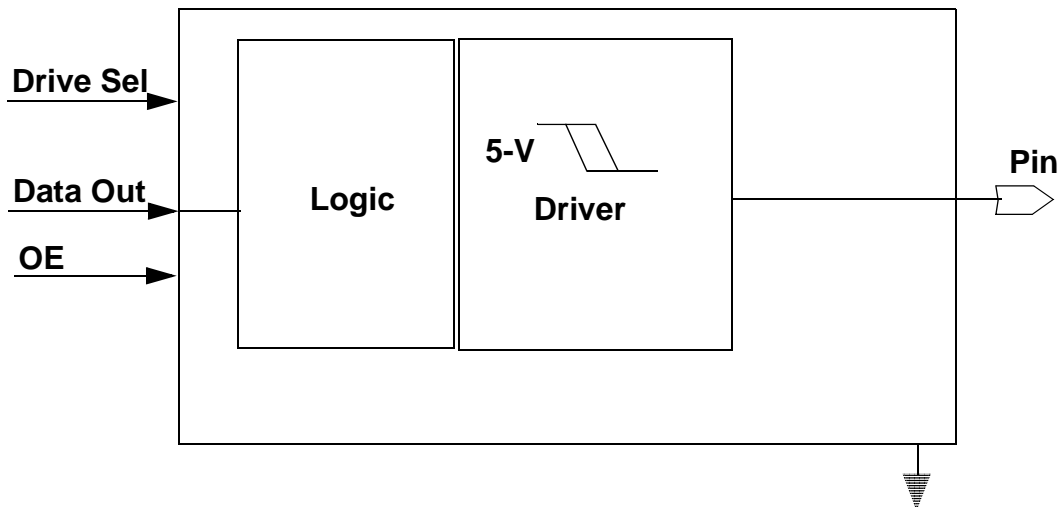 Drive Sel
Data Out
OE
Logic
5-V
Driver
Pin